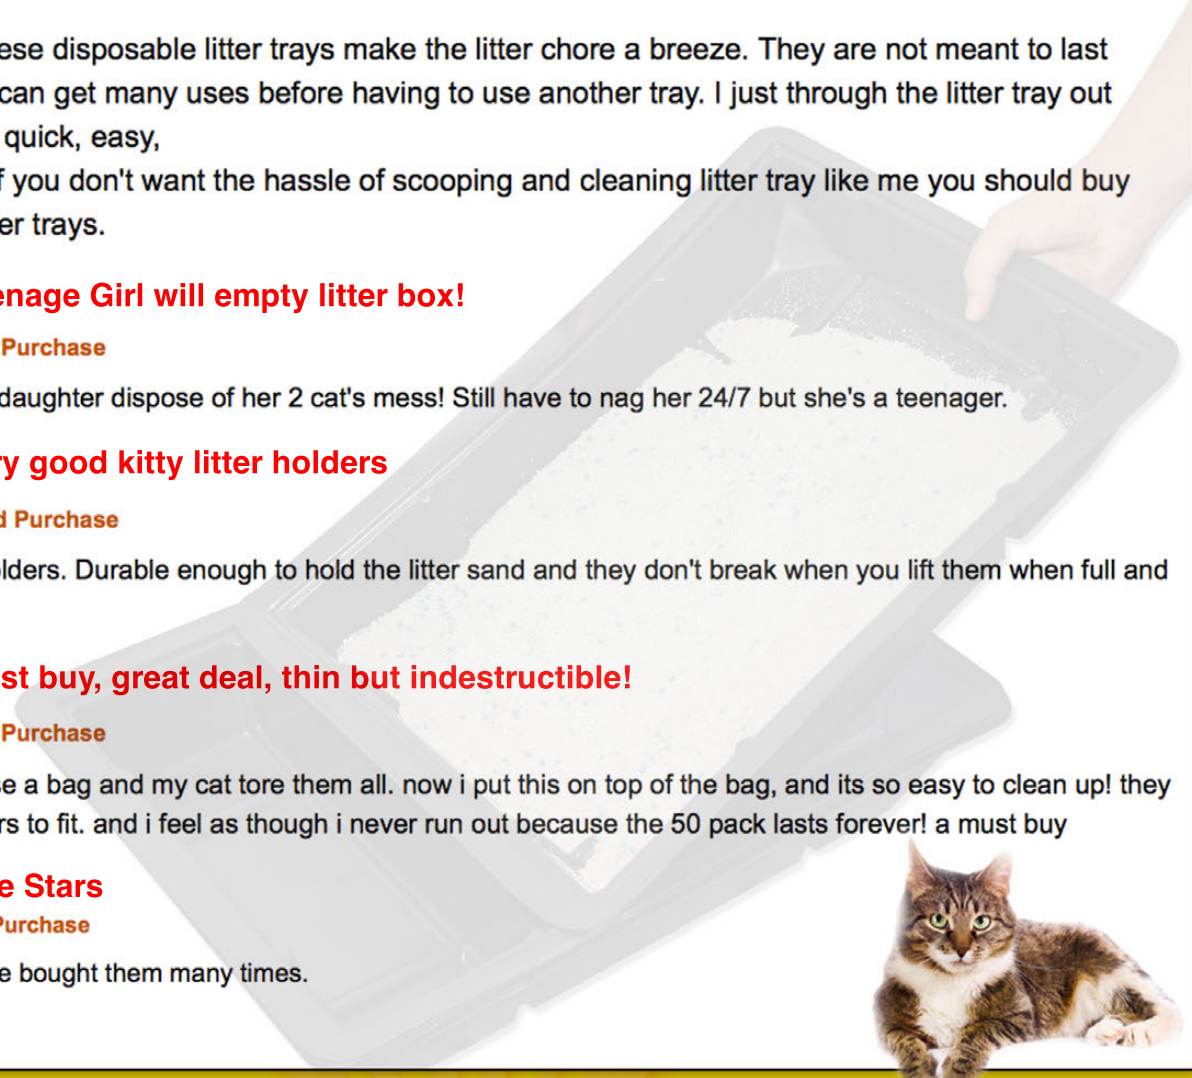 ese disposable litter trays make the litter chore a breeze. They are not meant to last
can get many uses before having to use another tray. I just through the litter tray out
quick, easy,
f you don't want the hassle of scooping and cleaning litter tray like me you should buy
er trays.
enage Girl will empty litter box!
Purchase
daughter dispose of her 2 cat's mess! Still have to nag her 24/7 but she's a teenager.
ry good kitty litter holders
d Purchase
lders. Durable enough to hold the litter sand and they don't break when you lift them when full and
st buy, great deal, thin but indestructible!
Purchase
se a bag and my cat tore them all. now i put this on top of the bag, and its so easy to clean up! they
rs to fit. and i feel as though i never run out because the 50 pack lasts forever! a must buy
e Stars
Purchase
e bought them many times.